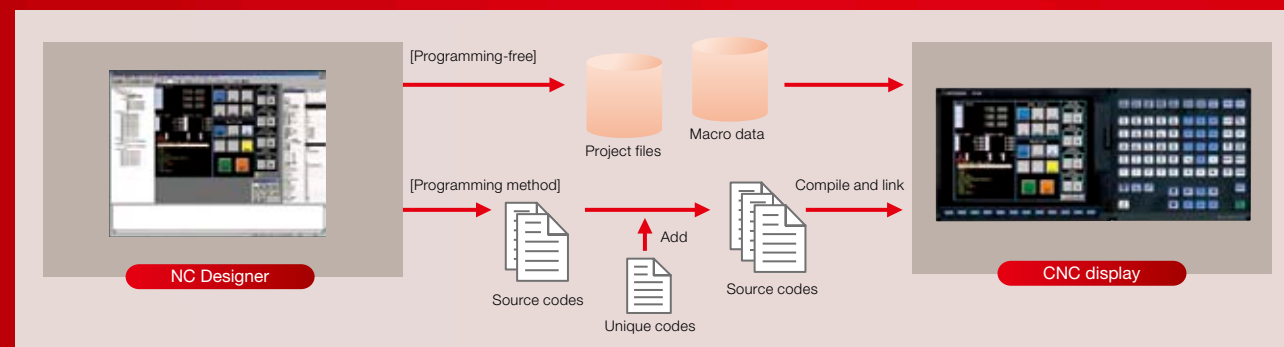 [Programming-free]
Project files
Macro data
[Programming method]
Compile and link
Add
Source codes
Source codes
Unique codes
NC Designer
CNC display